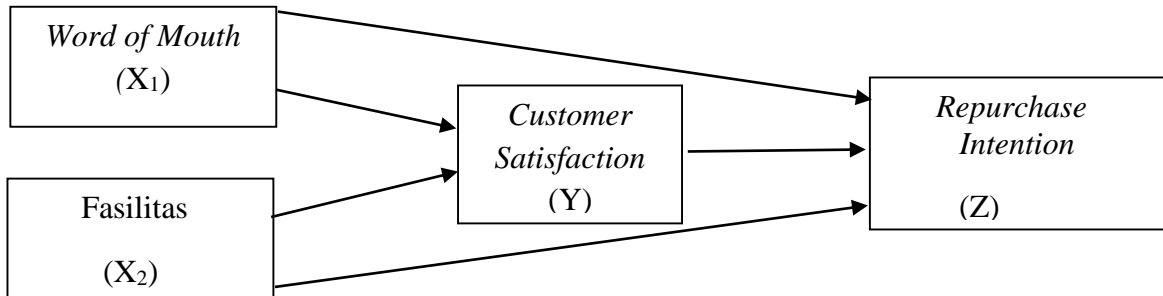 Word of Mouth
(X₁)
Customer
Satisfaction
(Y)
Repurchase
Intention
(Z)
Fasilitas
(X₂)